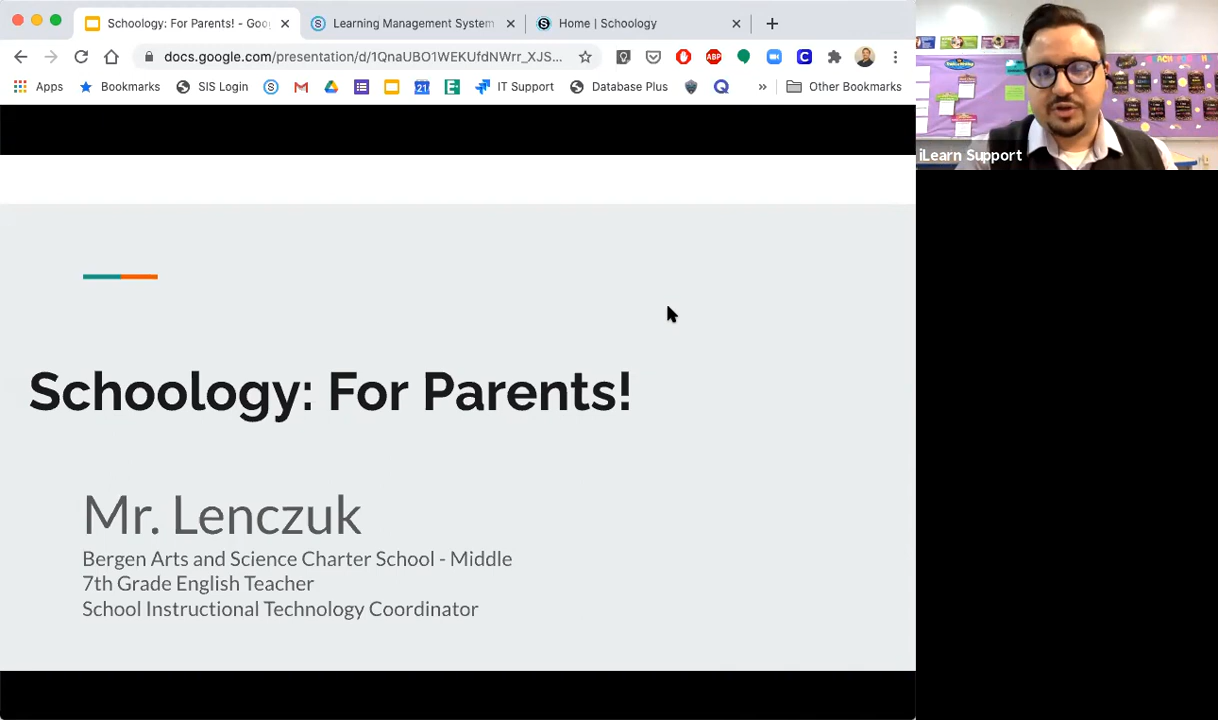 Schoology: For Parents! - Goo
Learning Management System
Home | Schoology
docs.google.com/presentation/d/1QnaUBO1WEKUfdNWrr_XJS...
ABP
C
Apps
Bookmarks
SIS Login
21
IT Support
Database Plus
»
Other Bookmarks
iLearn Support
Schoology: For Parents!
Mr. Lenczuk
Bergen Arts and Science Charter School - Middle
7th Grade English Teacher
School Instructional Technology Coordinator